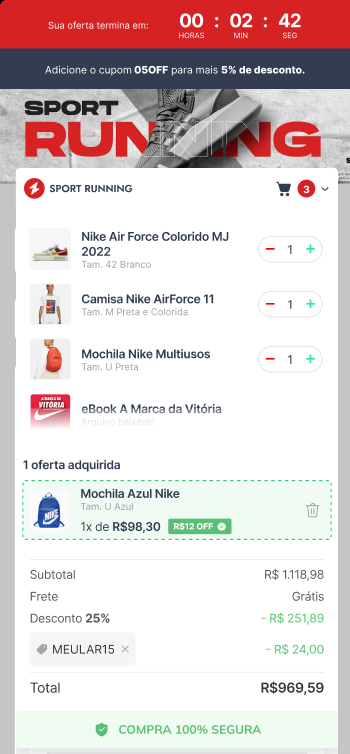 Sua oferta termina em:
00 : 02 : 42
HORAS MIN SEG
Adicione o cupom 05OFF para mais 5% de desconto.
SPORT
RUNNING
SPORT RUNNING
3
Nike Air Force Colorido MJ
2022
Tam. 42 Branco
1
Camisa Nike AirForce 11
Tam. M Preta e Colorida
1
Mochila Nike Multiusos
Tam. U Preta
1
A MARCA DA
VITÓRIA
eBook A Marca da Vitória
Arquivo baixável
1 oferta adquirida
Mochila Azul Nike
Tam. U Azul
1x de R$98,30
R$12 OFF
Subtotal R$ 1.118,98
Frete Grátis
Desconto 25% - R$ 251,89
MEULAR15 - R$ 24,00
Total R$969,59
COMPRA 100% SEGURA